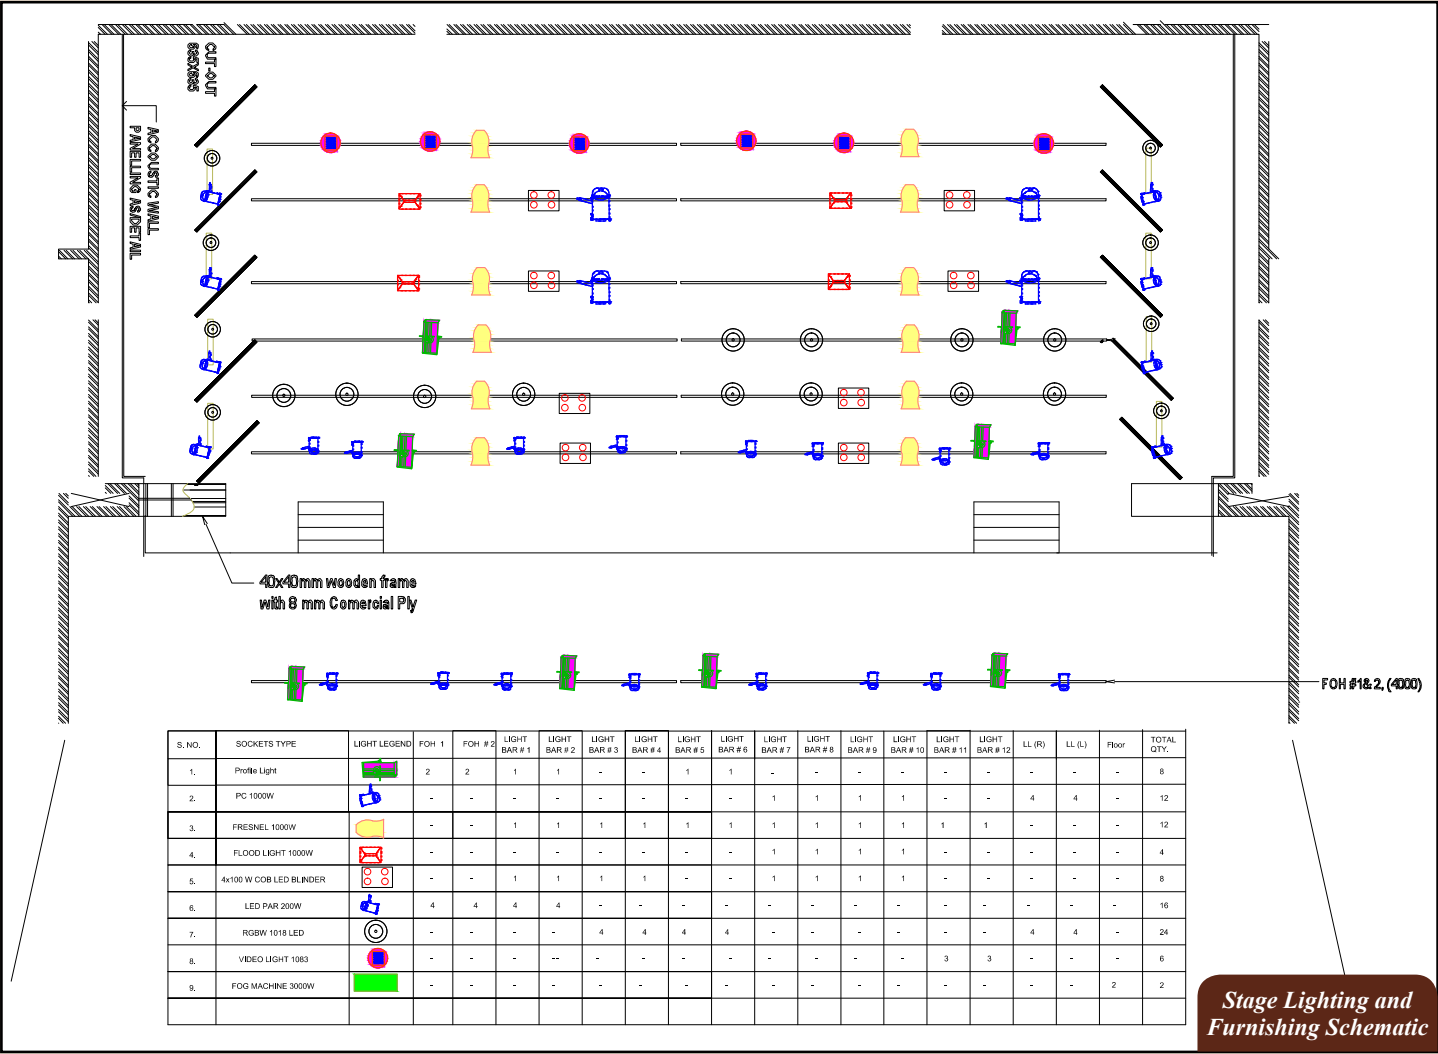 CUT-OUT
595X595
ACCOUSTIC WALL
PANELLING AS/DETAIL
40x40mm wooden frame
with 8 mm Comercial Ply
FOH #1& 2, (4000)
S. NO. SOCKETS TYPE LIGHT LEGEND FOH 1 FOH # 2 LIGHT BAR # 1 LIGHT BAR # 2 LIGHT BAR # 3 LIGHT BAR # 4 LIGHT BAR # 5 LIGHT BAR # 6 LIGHT BAR # 7 LIGHT BAR # 8 LIGHT BAR # 9 LIGHT BAR # 10 LIGHT BAR # 11 LIGHT BAR # 12 LL (R) LL (L) Floor TOTAL QTY.
1. Profile Light 2 2 1 1 - - 1 1 - - - - - - - - - 8
2. PC 1000W - - - - - - - - 1 1 1 1 - - 4 4 - 12
3. FRESNEL 1000W - - 1 1 1 1 1 1 1 1 1 1 1 1 - - - 12
4. FLOOD LIGHT 1000W - - - - - - - - 1 1 1 1 - - - - - 4
5. 4x100 W COB LED BLINDER - - 1 1 1 1 - - 1 1 1 1 - - - - - 8
6. LED PAR 200W 4 4 4 4 - - - - - - - - - - - - - 16
7. RGBW 1018 LED - - - - 4 4 4 4 - - - - - - 4 4 - 24
8. VIDEO LIGHT 1083 - - - -- - - - - - - - - 3 3 - - - 6
9. FOG MACHINE 3000W - - - - - - - - - - - - - - - - 2 2
Stage Lighting and
Furnishing Schematic